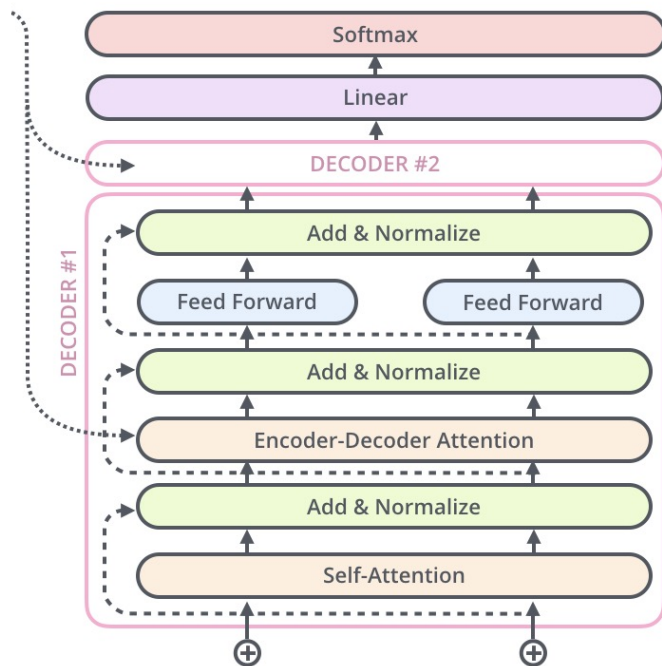 Softmax
Linear
DECODER #2
DECODER #1
Add & Normalize
Feed Forward
Feed Forward
Add & Normalize
Encoder-Decoder Attention
Add & Normalize
Self-Attention